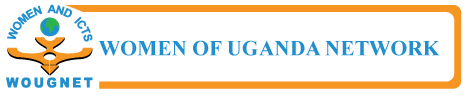 WOMEN AND ICTS
WOUGNET
WOMEN OF UGANDA NETWORK